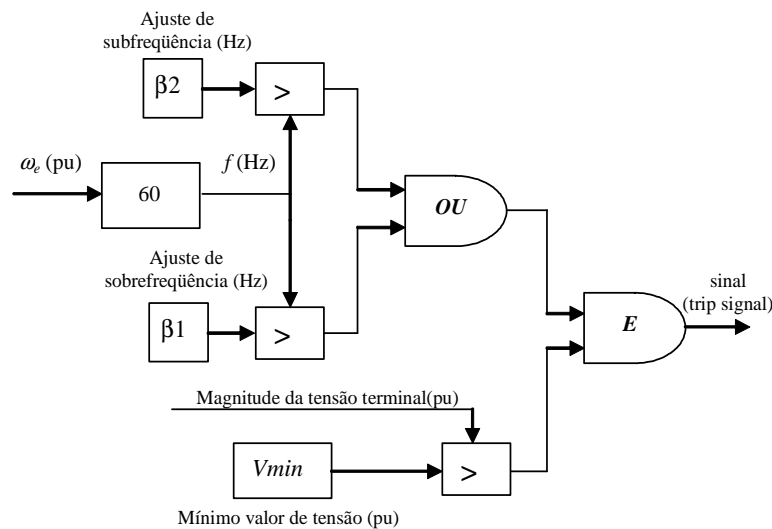 Ajuste de
subfreqüência (Hz)
β2
>
ωe (pu)
60
f (Hz)
OU
Ajuste de
sobrefreqüência (Hz)
β1
>
sinal
(trip signal)
E
Magnitude da tensão terminal(pu)
Vmin
>
Mínimo valor de tensão (pu)